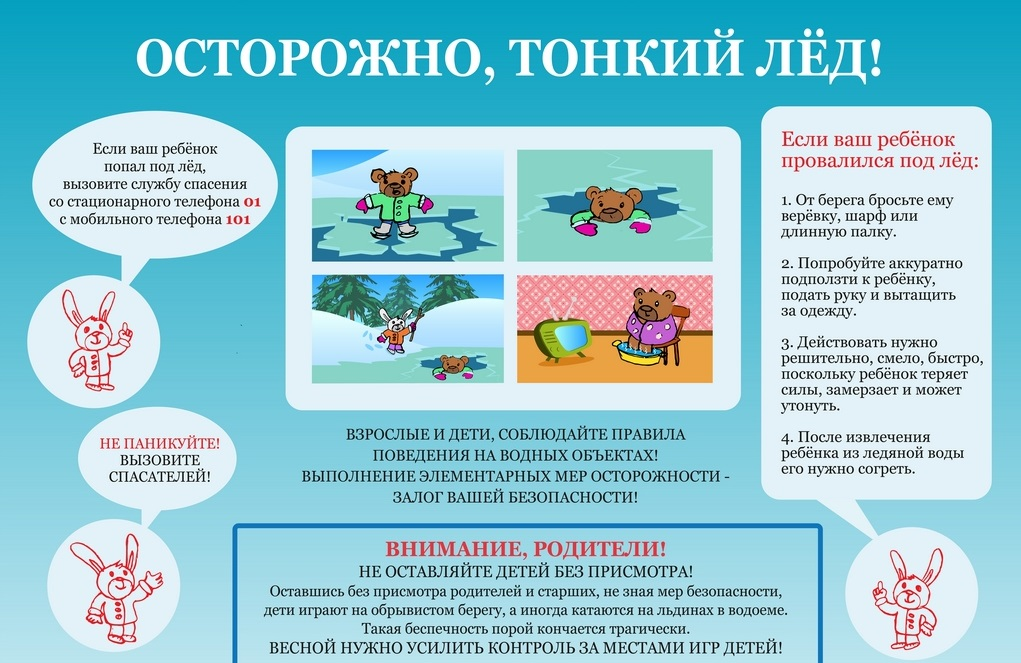 ОСТОРОЖНО, ТОНКИЙ ЛЁД!
Если ваш ребёнок
попал под лёд,
вызовите службу спасения
со стационарного телефона 01
с мобильного телефона 101
НЕ ПАНИКУЙТЕ!
ВЫЗОВИТЕ
СПАСАТЕЛЕЙ!
Если ваш ребёнок
провалился под лёд:
1. От берега бросьте ему
верёвку, шарф или
длинную палку.
2. Попробуйте аккуратно
подползти к ребёнку,
подать руку и вытащить
за одежду.
3. Действовать нужно
решительно, смело, быстро,
поскольку ребёнок теряет
силы, замерзает и может
утонуть.
4. После извлечения
ребёнка из ледяной воды
его нужно согреть.
ВЗРОСЛЫЕ И ДЕТИ, СОБЛЮДАЙТЕ ПРАВИЛА
ПОВЕДЕНИЯ НА ВОДНЫХ ОБЪЕКТАХ!
ВЫПОЛНЕНИЕ ЭЛЕМЕНТАРНЫХ МЕР ОСТОРОЖНОСТИ -
ЗАЛОГ ВАШЕЙ БЕЗОПАСНОСТИ!
ВНИМАНИЕ, РОДИТЕЛИ!
НЕ ОСТАВЛЯЙТЕ ДЕТЕЙ БЕЗ ПРИСМОТРА!
Оставшись без присмотра родителей и старших, не зная мер безопасности,
дети играют на обрывистом берегу, а иногда катаются на льдинах в водоеме.
Такая беспечность порой кончается трагически.
ВЕСНОЙ НУЖНО УСИЛИТЬ КОНТРОЛЬ ЗА МЕСТАМИ ИГР ДЕТЕЙ!